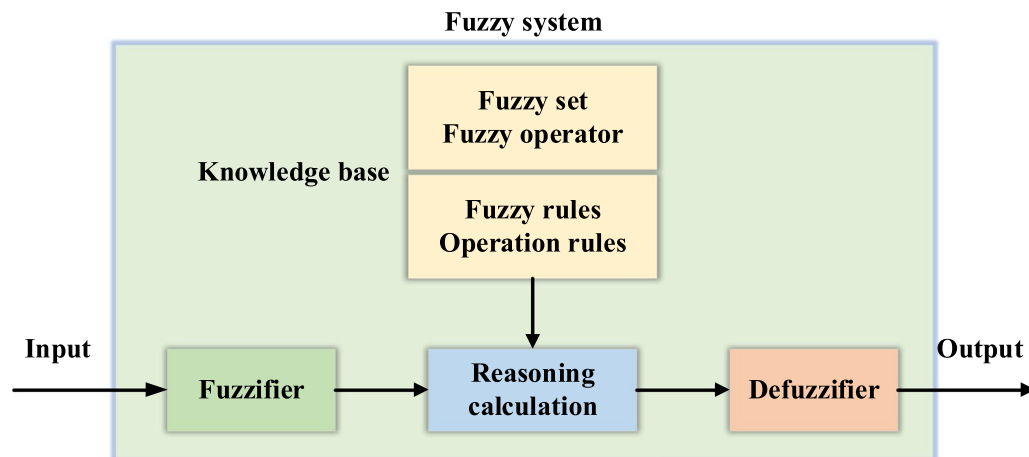 Fuzzy system
Fuzzy set
Fuzzy operator
Knowledge base
Fuzzy rules
Operation rules
Input
Fuzzifier
Reasoning
calculation
Defuzzifier
Output